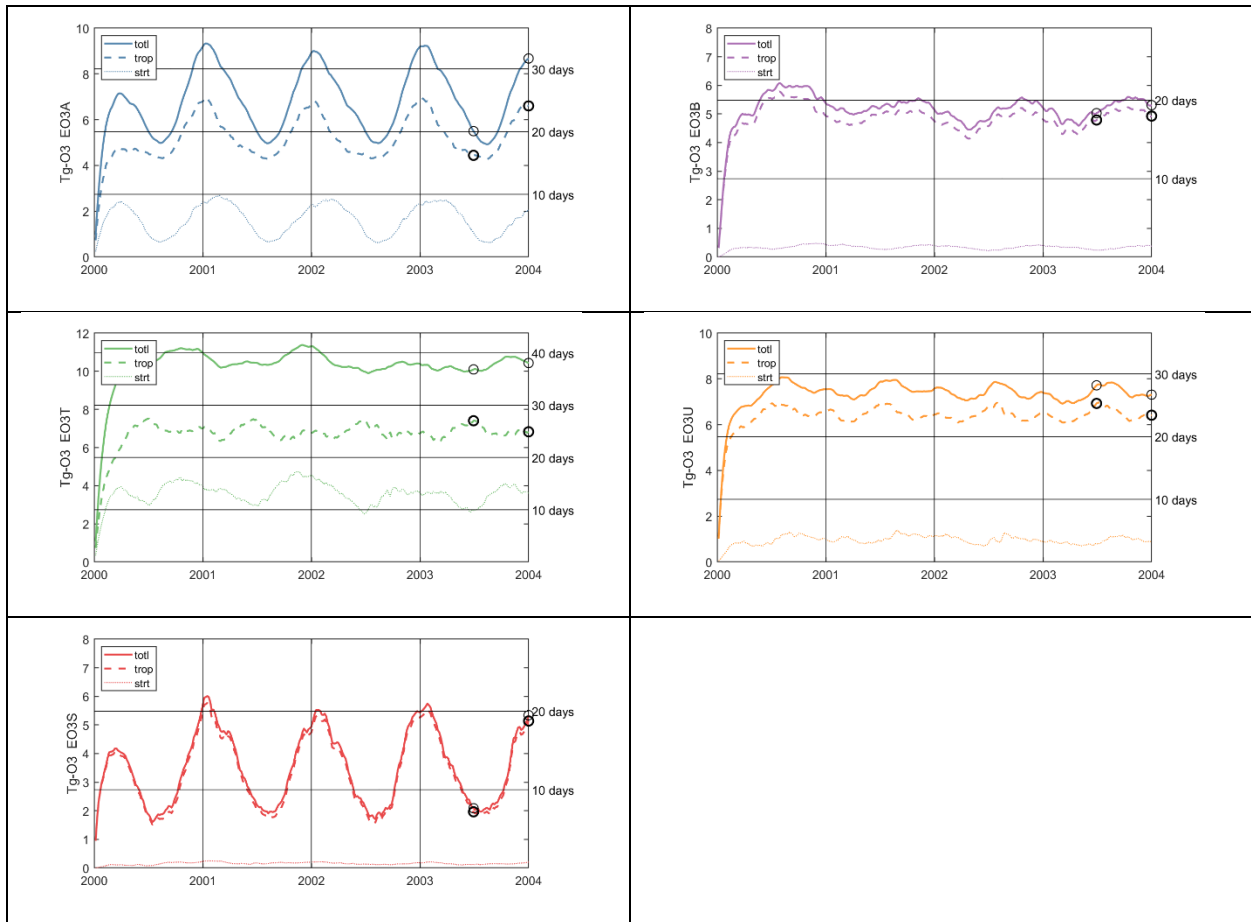 10
8
6
4
2
0
Tg-O3 EO3A
totl
trop
strt
30 days
20 days
10 days
2000 2001 2002 2003 2004
8
7
6
5
4
3
2
1
0
Tg-O3 EO3B
totl
trop
strt
20 days
10 days
2000 2001 2002 2003 2004
12
10
8
6
4
2
0
Tg-O3 EO3T
totl
trop
strt
40 days
30 days
20 days
10 days
2000 2001 2002 2003 2004
10
8
6
4
2
0
Tg-O3 EO3U
totl
trop
strt
30 days
20 days
10 days
2000 2001 2002 2003 2004
8
7
6
5
4
3
2
1
0
Tg-O3 EO3S
totl
trop
strt
20 days
10 days
2000 2001 2002 2003 2004